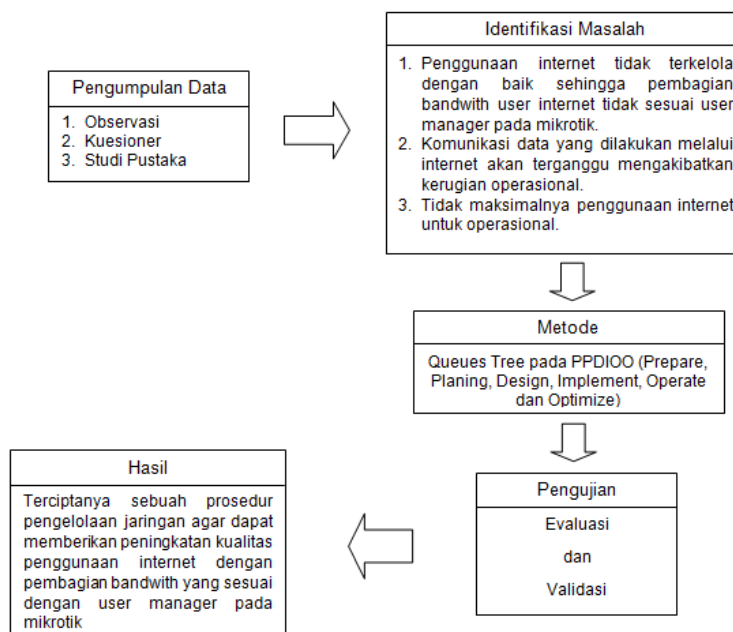 Pengumpulan Data
1. Observasi
2. Kuesioner
3. Studi Pustaka
Identifikasi Masalah
1. Penggunaan internet tidak terkelola
dengan baik sehingga pembagian
bandwith user internet tidak sesuai user
manager pada mikrotik.
2. Komunikasi data yang dilakukan melalui
internet akan terganggu mengakibatkan
kerugian operasional.
3. Tidak maksimalnya penggunaan internet
untuk operasional.
Metode
Queues Tree pada PPDIOO (Prepare,
Planing, Design, Implement, Operate
dan Optimize)
Pengujian
Evaluasi
dan
Validasi
Hasil
Terciptanya sebuah prosedur
pengelolaan jaringan agar dapat
memberikan peningkatan kualitas
penggunaan internet dengan
pembagian bandwith yang sesuai
dengan user manager pada
mikrotik